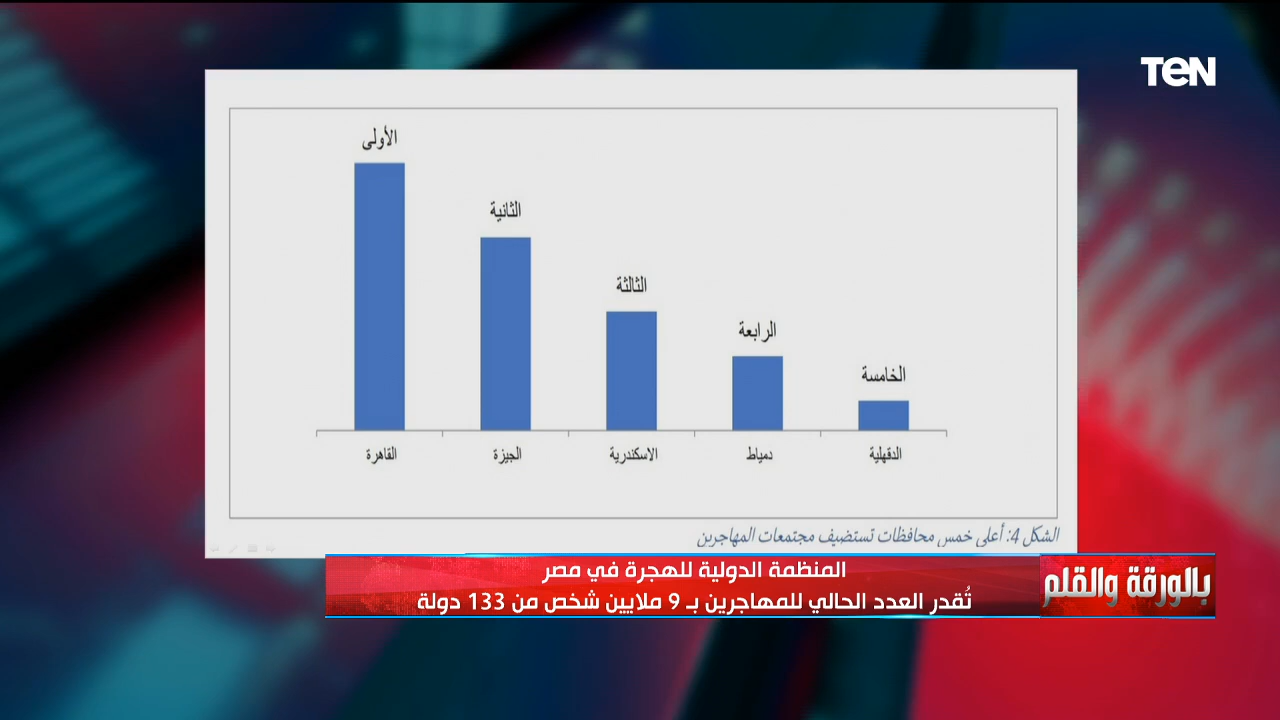 TeN
الأولى
الثانية
الثالثة
الرابعة
الخامسة
القاهرة
الجيزة
الاسكندرية
دمياط
الدقهلية
الشكل 4: أعلى خمس محافظات تستضيف مجتمعات المهاجرين
المنظمة الدولية للهجرة في مصر
تُقدر العدد الحالي للمهاجرين بـ 9 ملايين شخص من 133 دولة
بالورقة والقلم